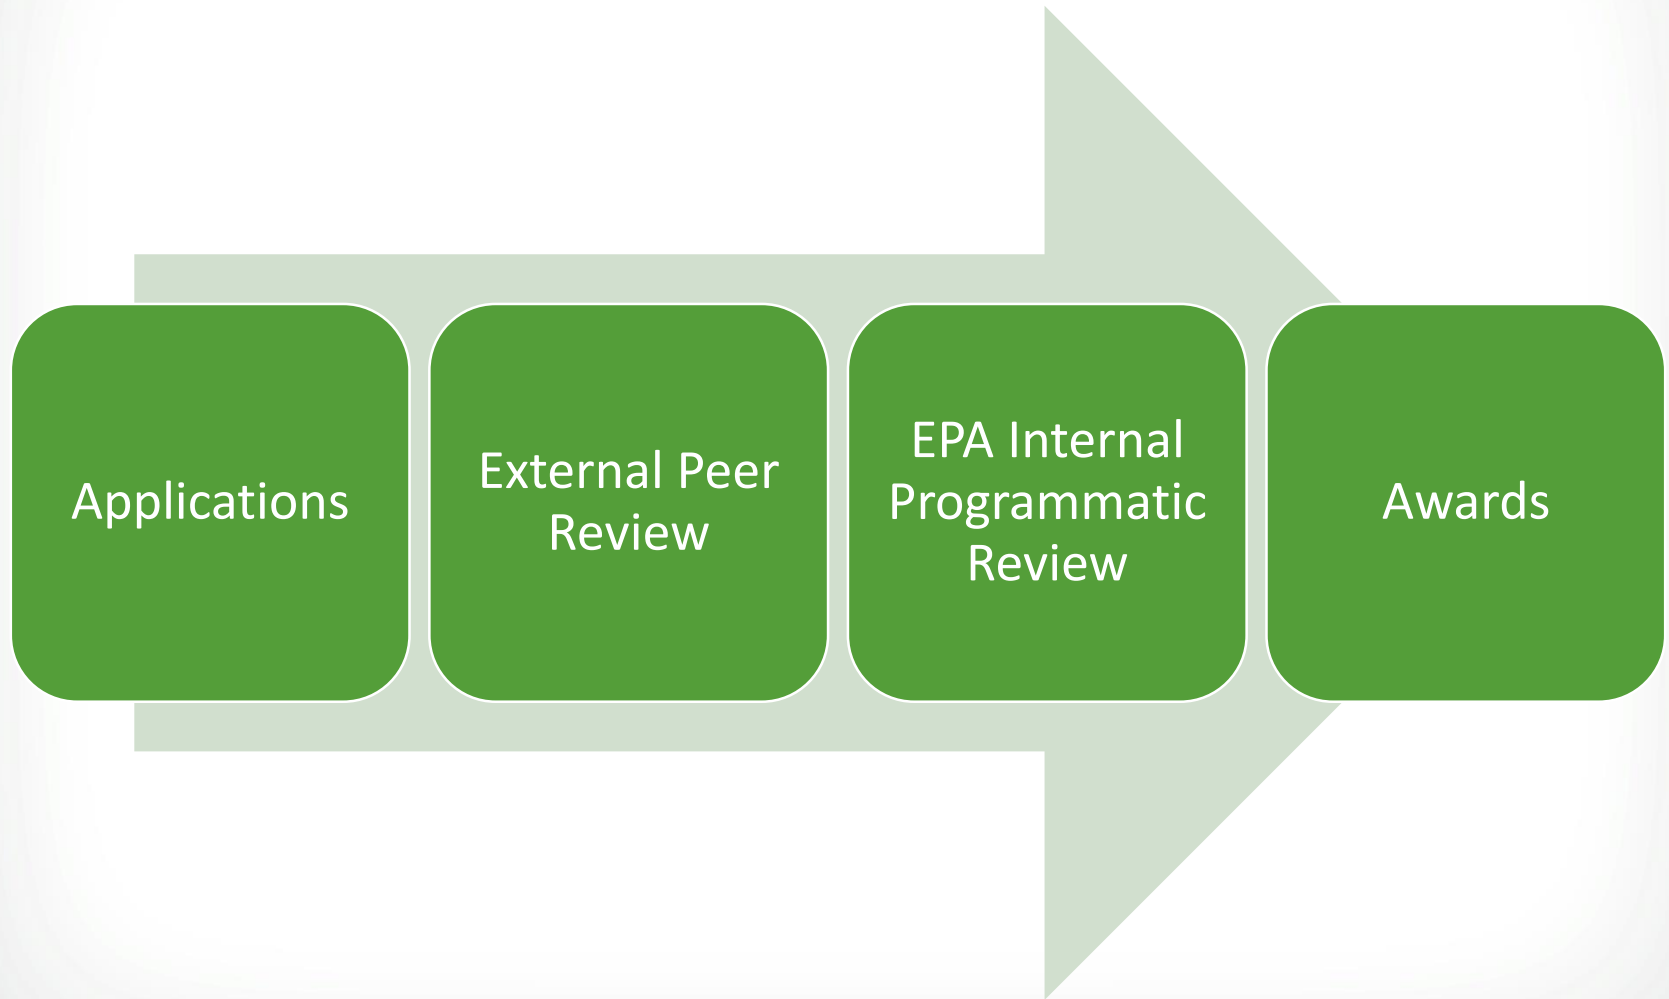 Applications
External Peer
Review
EPA Internal
Programmatic
Review
Awards